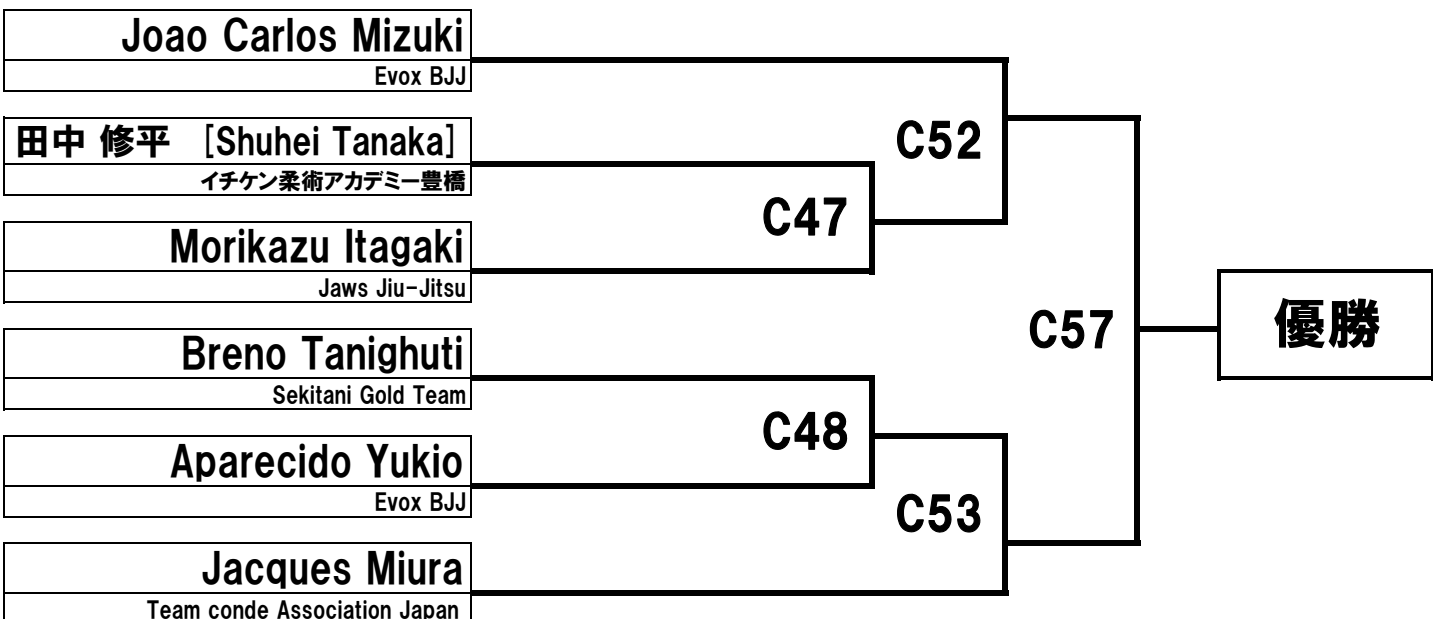 Joao Carlos Mizuki
Evox BJJ
田中 修平 [Shuhei Tanaka]
イチケン柔術アカデミー豊橋
Morikazu Itagaki
Jaws Jiu-Jitsu
Breno Tanighuti
Sekitani Gold Team
Aparecido Yukio
Evox BJJ
Jacques Miura
Team conde Association Japan
C47
C48
C52
C53
C57
優勝